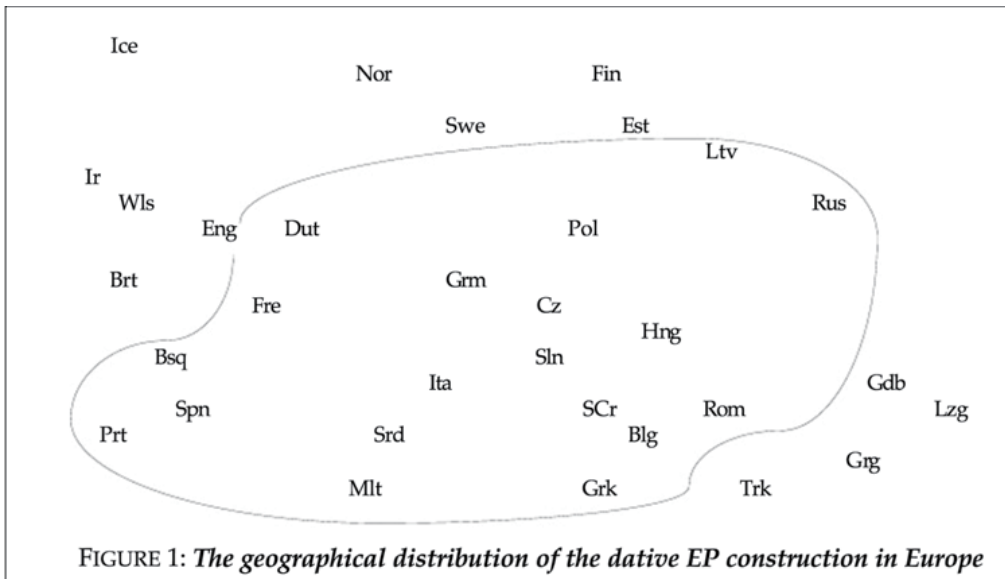 Ice
Nor Fin
Swe Est
Ltv
Ir
Wls Rus
Eng Dut Pol
Brt Grm
Fre Cz
Hng
Bsq Sln
Ita Gdb
Spn SCr Rom Lzg
Prt Srd Blg
Grg
Mlt Grk Trk
FIGURE 1: The geographical distribution of the dative EP construction in Europe